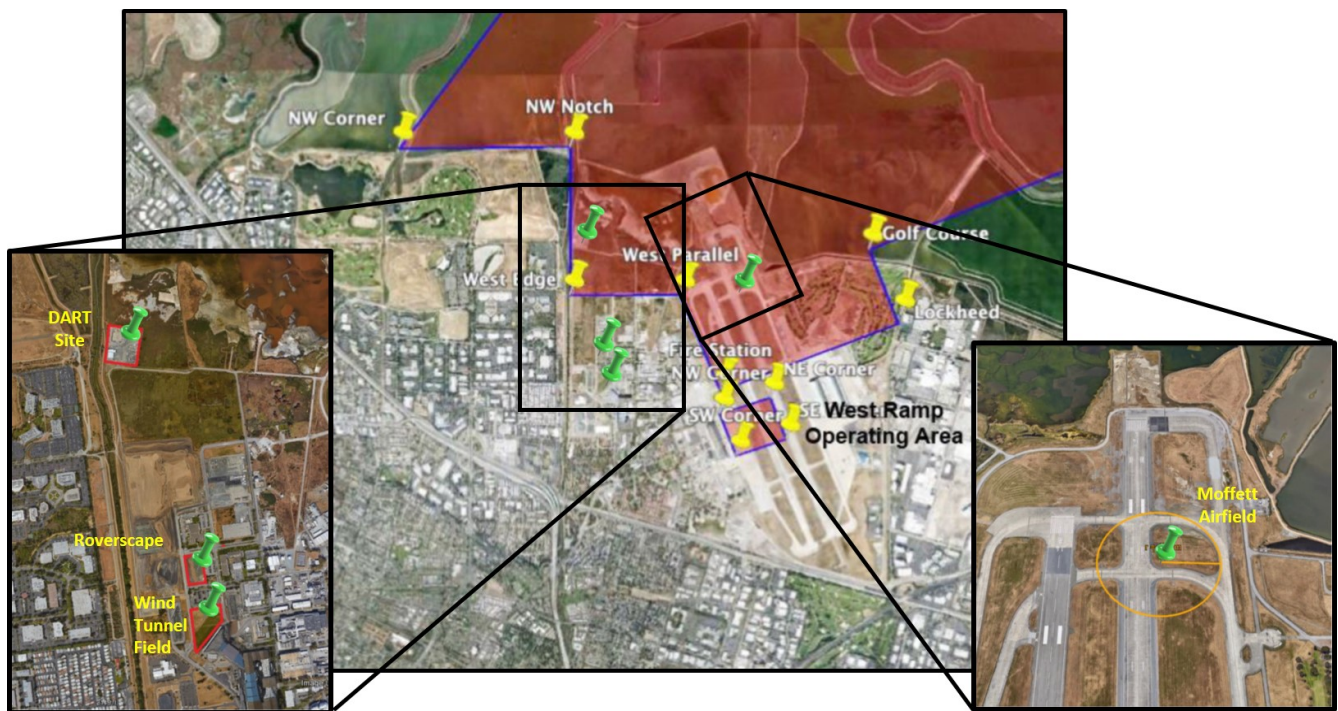 NW Corner
NW Notch
Golf Course
West Parallel
West Edge
Lockheed
Fire Station
NW Corner
NE Corner
SW Corner
SE
West Ramp
Operating Area
DART
Site
Roverscape
Wind
Tunnel
Field
Moffett
Airfield